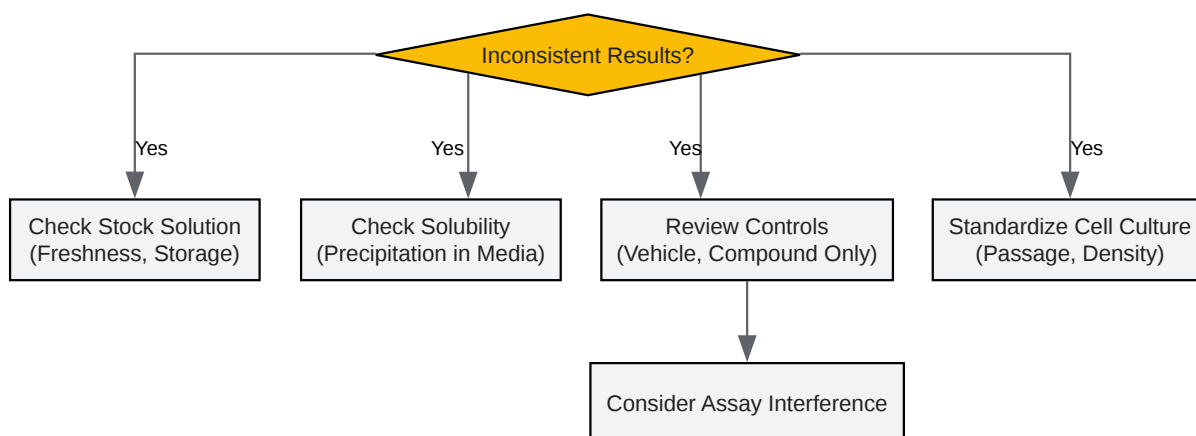 Inconsistent Results?
Yes
Yes
Yes
Yes
Check Stock Solution
(Freshness, Storage)
Check Solubility
(Precipitation in Media)
Review Controls
(Vehicle, Compound Only)
Standardize Cell Culture
(Passage, Density)
Consider Assay Interference